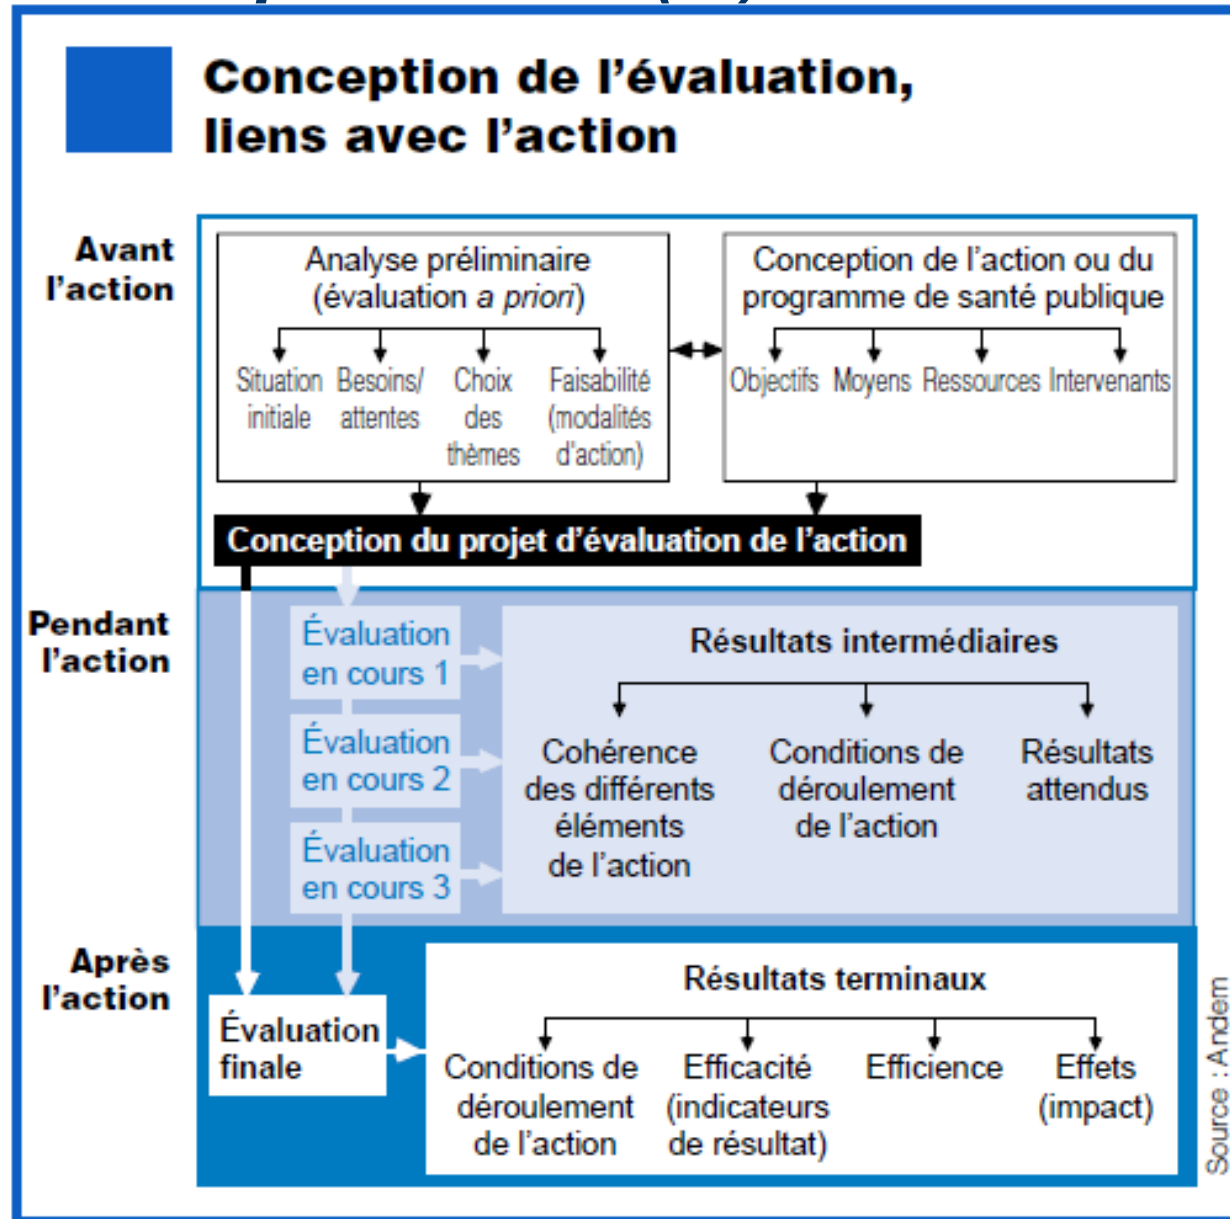 Conception de l'évaluation,
liens avec l'action
Avant
l'action
Analyse préliminaire
(évaluation a priori)
Situation
initiale
Besoins/
attentes
Choix
des
thèmes
Faisabilité
(modalités
d'action)
Conception de l'action ou du
programme de santé publique
Objectifs
Moyens
Ressources
Intervenants
Conception du projet d'évaluation de l'action
Pendant
l'action
Évaluation
en cours 1
Évaluation
en cours 2
Évaluation
en cours 3
Résultats intermédiaires
Cohérence
des différents
éléments
de l'action
Conditions de
déroulement
de l'action
Résultats
attendus
Après
l'action
Évaluation
finale
Résultats terminaux
Conditions de
déroulement
de l'action
Efficacité
(indicateurs
de résultat)
Efficience
Effets
(impact)
Source : Andem